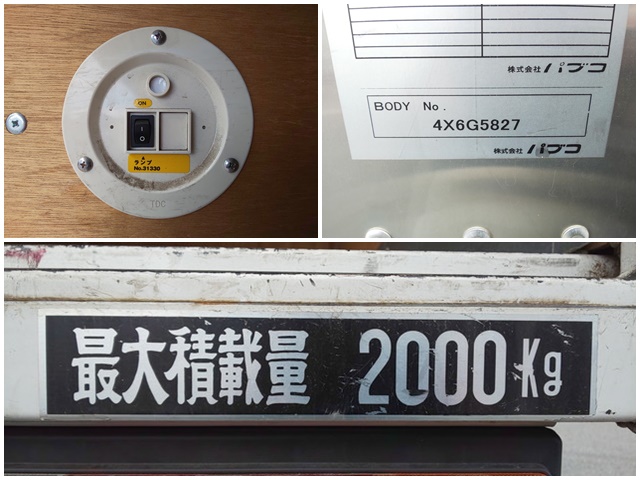 ON
ランプ
No.31330
TDC
株式会社 パブコ
BODY No.
4X6G5827
株式会社 パブコ
最大積載量 2000Kg